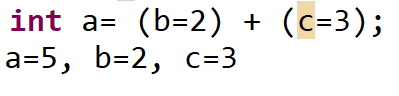 int a= (b=2) + (c=3);
a=5, b=2, c=3